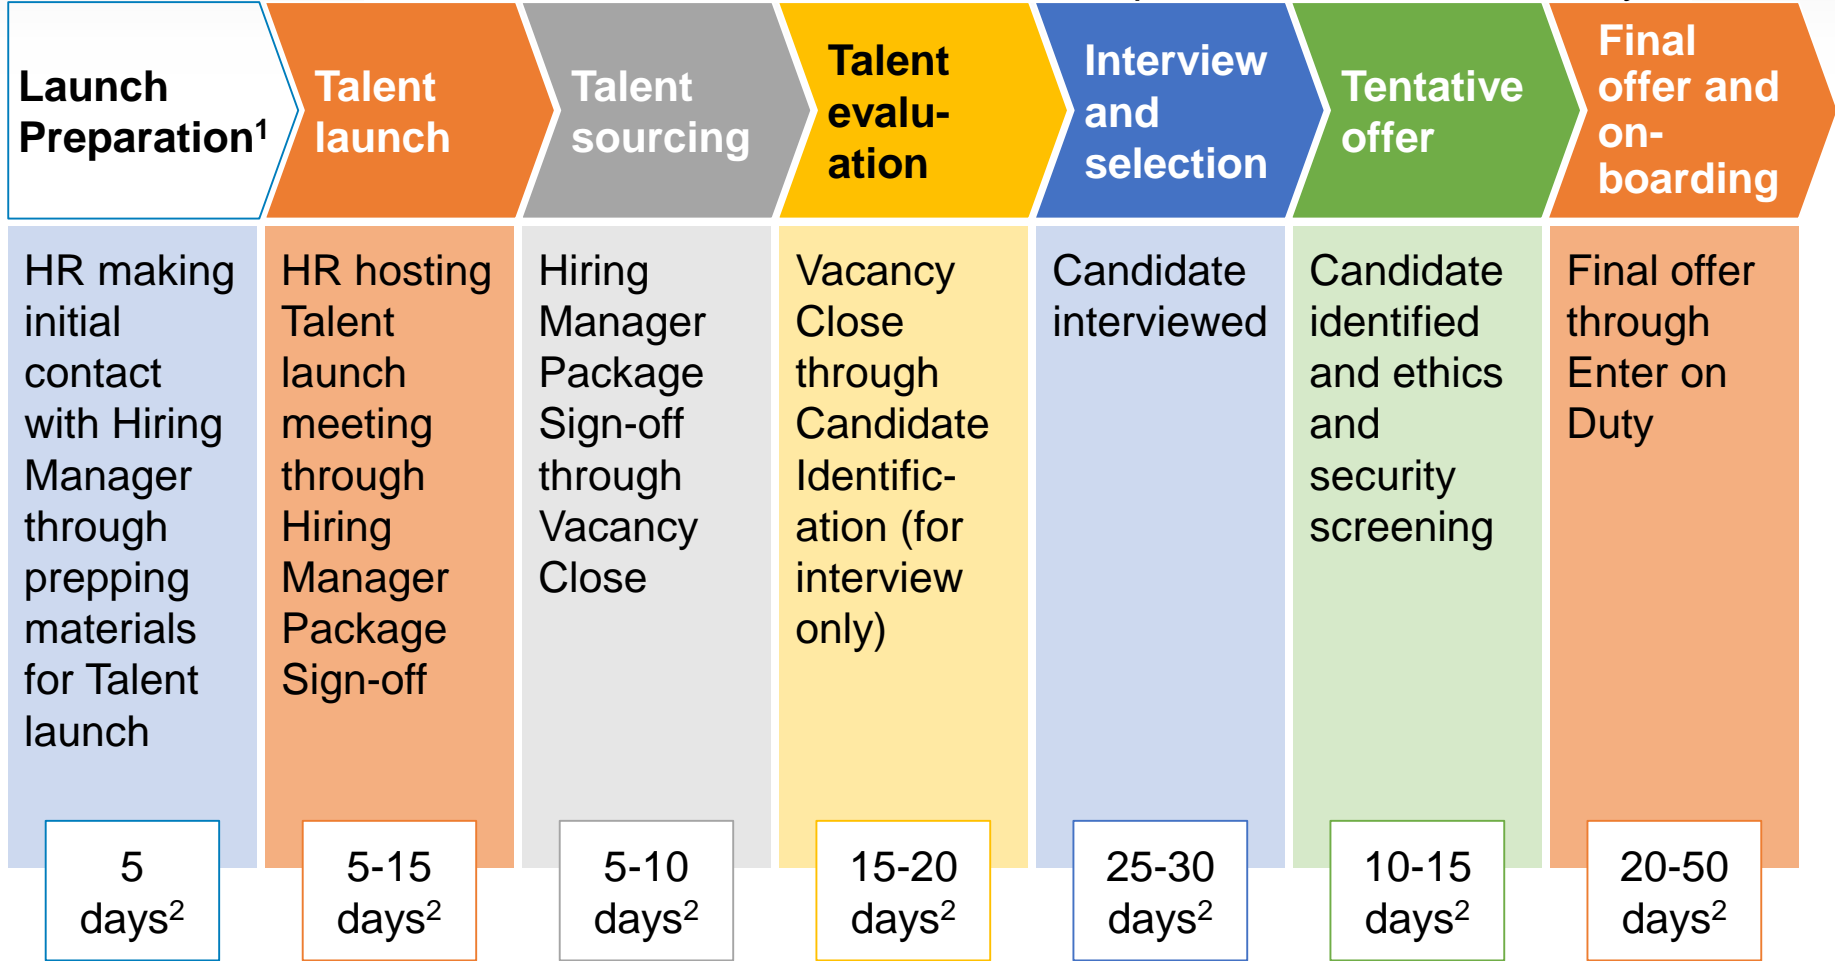 Launch
Preparation¹
Talent
launch
Talent
sourcing
Talent
evalu-
ation
Interview
and
selection
Tentative
offer
Final
offer and
on-
boarding
HR making
initial
contact
with Hiring
Manager
through
prepping
materials
for Talent
launch
HR hosting
Talent
launch
meeting
through
Hiring
Manager
Package
Sign-off
Hiring
Manager
Package
Sign-off
through
Vacancy
Close
Vacancy
Close
through
Candidate
Identific-
ation (for
interview
only)
Candidate
interviewed
Candidate
identified
and ethics
and
security
screening
Final offer
through
Enter on
Duty
5
days²
5-15
days²
5-10
days²
15-20
days²
25-30
days²
10-15
days²
20-50
days²